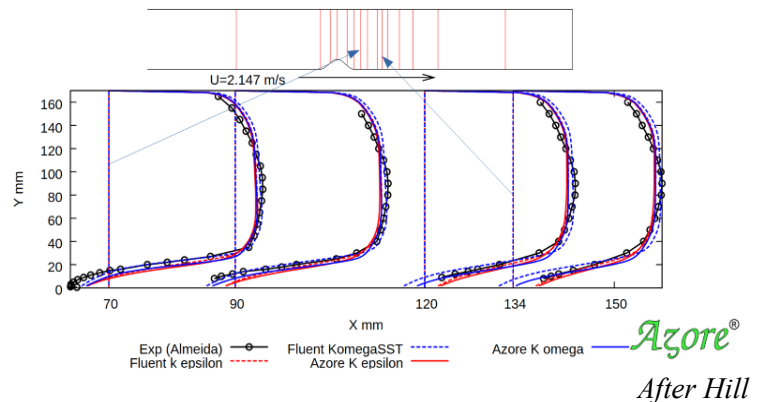 U=2.147 m/s
160
140
120
100
80
60
40
20
0
Y mm
70
90
120
134
150
X mm
Exp (Almeida)
Fluent k epsilon
Fluent KomegaSST
Azore K epsilon
Azore K omega
Azore®
After Hill